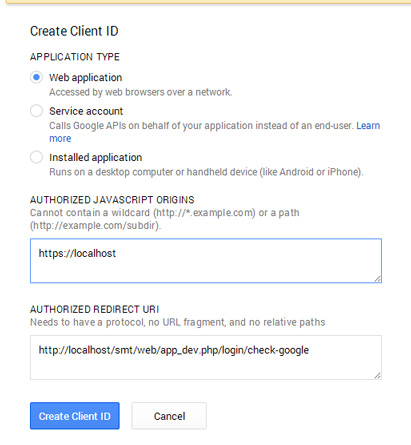 Create Client ID
APPLICATION TYPE
Web application
Accessed by web browsers over a network.
Service account
Calls Google APIs on behalf of your application instead of an end-user. Learn
more
Installed application
Runs on a desktop computer or handheld device (like Android or iPhone).
AUTHORIZED JAVASCRIPT ORIGINS
Cannot contain a wildcard (http://*.example.com) or a path
(http://example.com/subdir).
https://localhost
AUTHORIZED REDIRECT URI
Needs to have a protocol, no URL fragment, and no relative paths
http://localhost/smt/web/app_dev.php/login/check-google
Create Client ID
Cancel